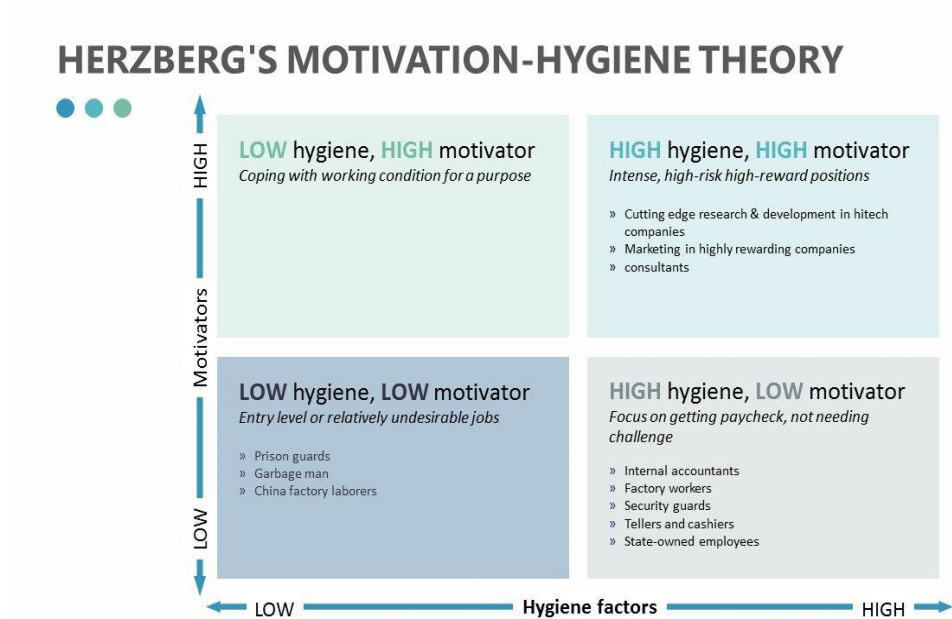 HERZBERG'S MOTIVATION-HYGIENE THEORY
HIGH
Motivators
LOW
LOW hygiene, HIGH motivator
Coping with working condition for a purpose
HIGH hygiene, HIGH motivator
Intense, high-risk high-reward positions
» Cutting edge research & development in hitech
companies
» Marketing in highly rewarding companies
» consultants
LOW hygiene, LOW motivator
Entry level or relatively undesirable jobs
» Prison guards
» Garbage man
» China factory laborers
HIGH hygiene, LOW motivator
Focus on getting paycheck, not needing
challenge
» Internal accountants
» Factory workers
» Security guards
» Tellers and cashiers
» State-owned employees
LOW
Hygiene factors
HIGH